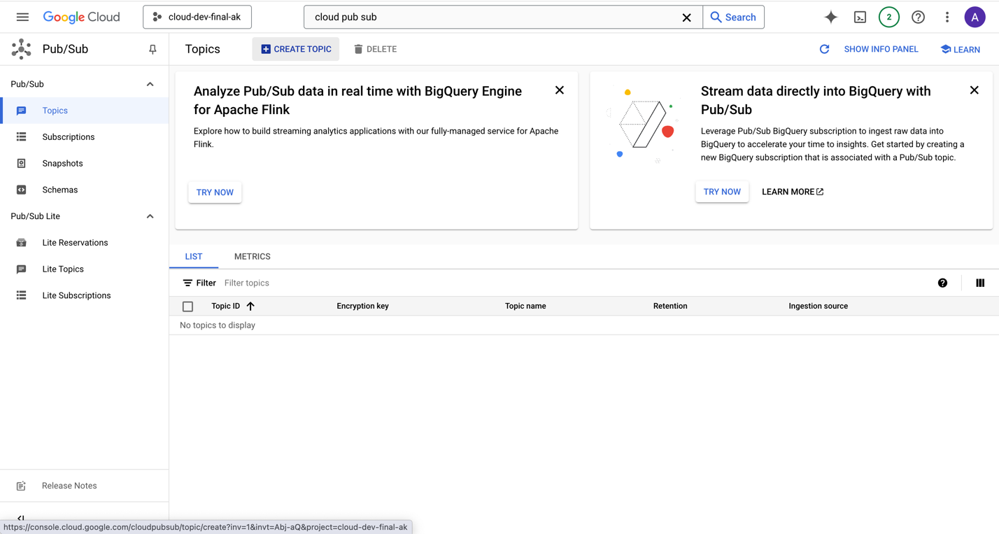 Google Cloud
cloud-dev-final-ak
cloud pub sub
Search
2
A
Pub/Sub
Topics
CREATE TOPIC
DELETE
SHOW INFO PANEL
LEARN
Pub/Sub
Topics
Subscriptions
Snapshots
Schemas
Pub/Sub Lite
Lite Reservations
Lite Topics
Lite Subscriptions
Analyze Pub/Sub data in real time with BigQuery Engine
for Apache Flink
Explore how to build streaming analytics applications with our fully-managed service for Apache
Flink.
TRY NOW
Stream data directly into BigQuery with
Pub/Sub
Leverage Pub/Sub BigQuery subscription to ingest raw data into
BigQuery to accelerate your time to insights. Get started by creating a
new BigQuery subscription that is associated with a Pub/Sub topic.
TRY NOW
LEARN MORE
LIST
METRICS
Filter
Filter topics
Topic ID
Encryption key
Topic name
Retention
Ingestion source
No topics to display
Release Notes
https://console.cloud.google.com/cloudpubsub/topic/create?inv=1&invt=Abj-aQ&project=cloud-dev-final-ak